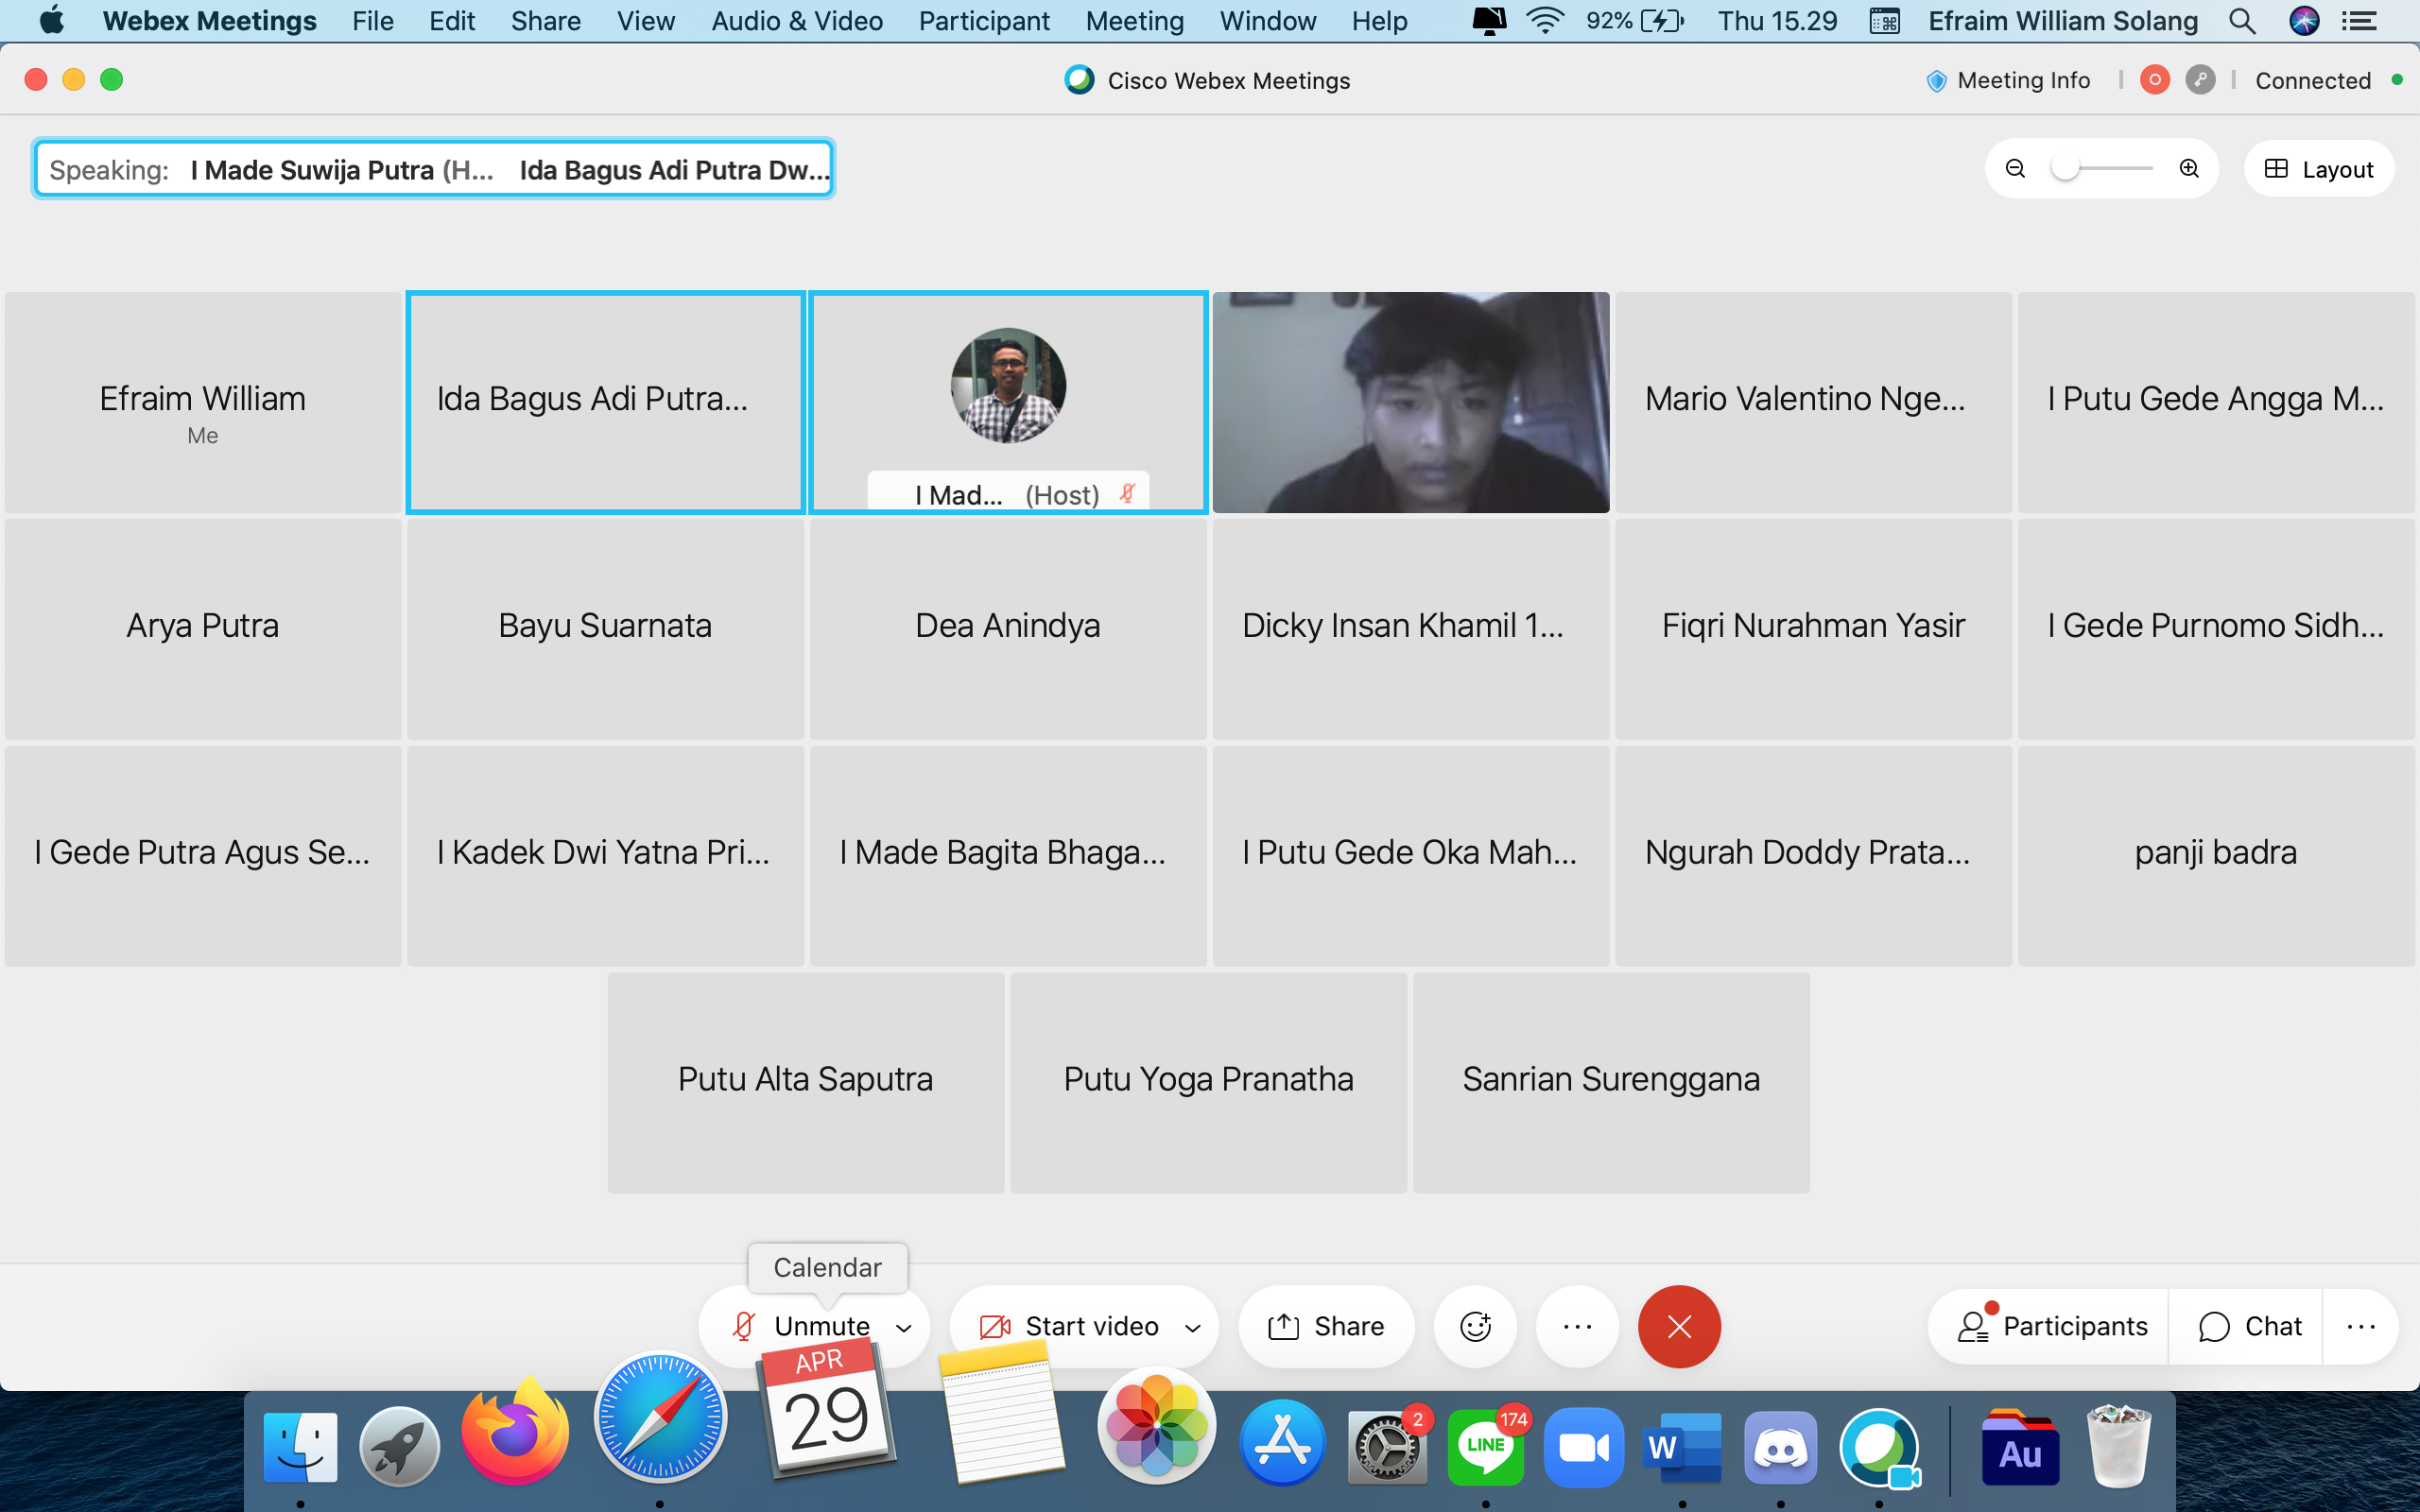 Webex Meetings File Edit Share View Audio & Video Participant Meeting Window Help 92% Thu 15.29 Efraim William Solang
Cisco Webex Meetings
Meeting Info Connected
Speaking: I Made Suwija Putra (H... Ida Bagus Adi Putra Dw...
Layout
Efraim William
Me
Ida Bagus Adi Putra...
I Mad... (Host)
Mario Valentino Nge...
I Putu Gede Angga M...
Arya Putra
Bayu Suarnata
Dea Anindya
Dicky Insan Khamil 1...
Fiqri Nurahman Yasir
I Gede Purnomo Sidh...
I Gede Putra Agus Se...
I Kadek Dwi Yatna Pri...
I Made Bagita Bhaga...
I Putu Gede Oka Mah...
Ngurah Doddy Prata...
panji badra
Putu Alta Saputra
Putu Yoga Pranatha
Sanrian Surenggana
Calendar
Unmute
Start video
Share
Participants
Chat
APR
29
2
174
LINE
W
Au